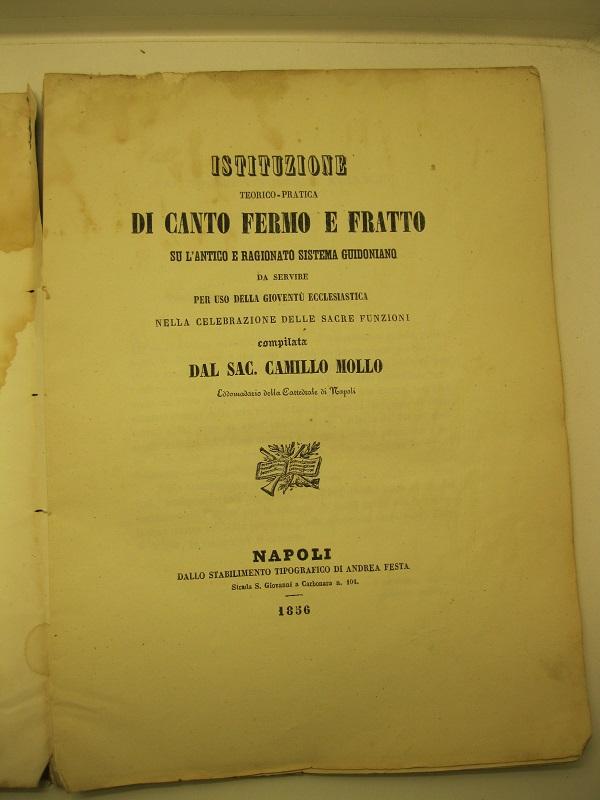 ISTITUZIONE
TEORICO-PRATICA
DI CANTO FERMO E FRATTO
SU L'ANTICO E RAGIONATO SISTEMA GUIDONIANO
DA SERVIRE
PER USO DELLA GIOVENTÙ ECCLESIASTICA
NELLA CELEBRAZIONE DELLE SACRE FUNZIONI
compilata
DAL SAC. CAMILLO MOLLO
Eddomadario della Cattedrale di Napoli
NAPOLI
DALLO STABILIMENTO TIPOGRAFICO DI ANDREA FESTA
Strada S. Giovanni a Carbonara n. 104.
1856